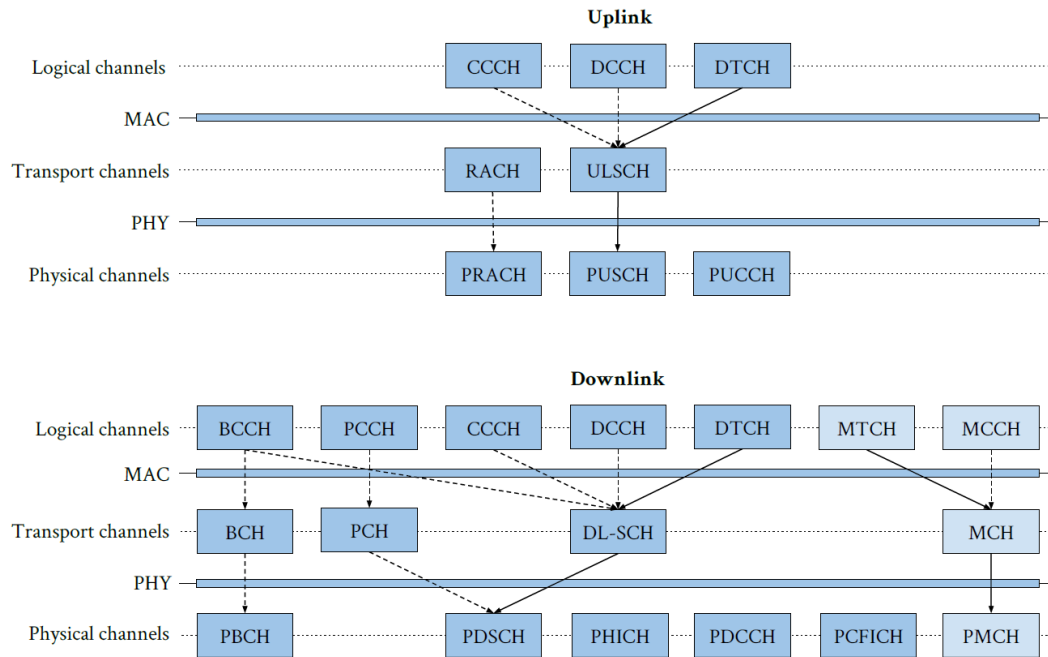 Uplink
Logical channels CCCH DCCH DTCH
MAC
Transport channels RACH ULSCH
PHY
Physical channels PRACH PUSCH PUCCH
Downlink
Logical channels BCCH PCCH CCCH DCCH DTCH MTCH MCCH
MAC
Transport channels BCH PCH DL-SCH MCH
PHY
Physical channels PBCH PDSCH PHICH PDCCH PCFICH PMCH